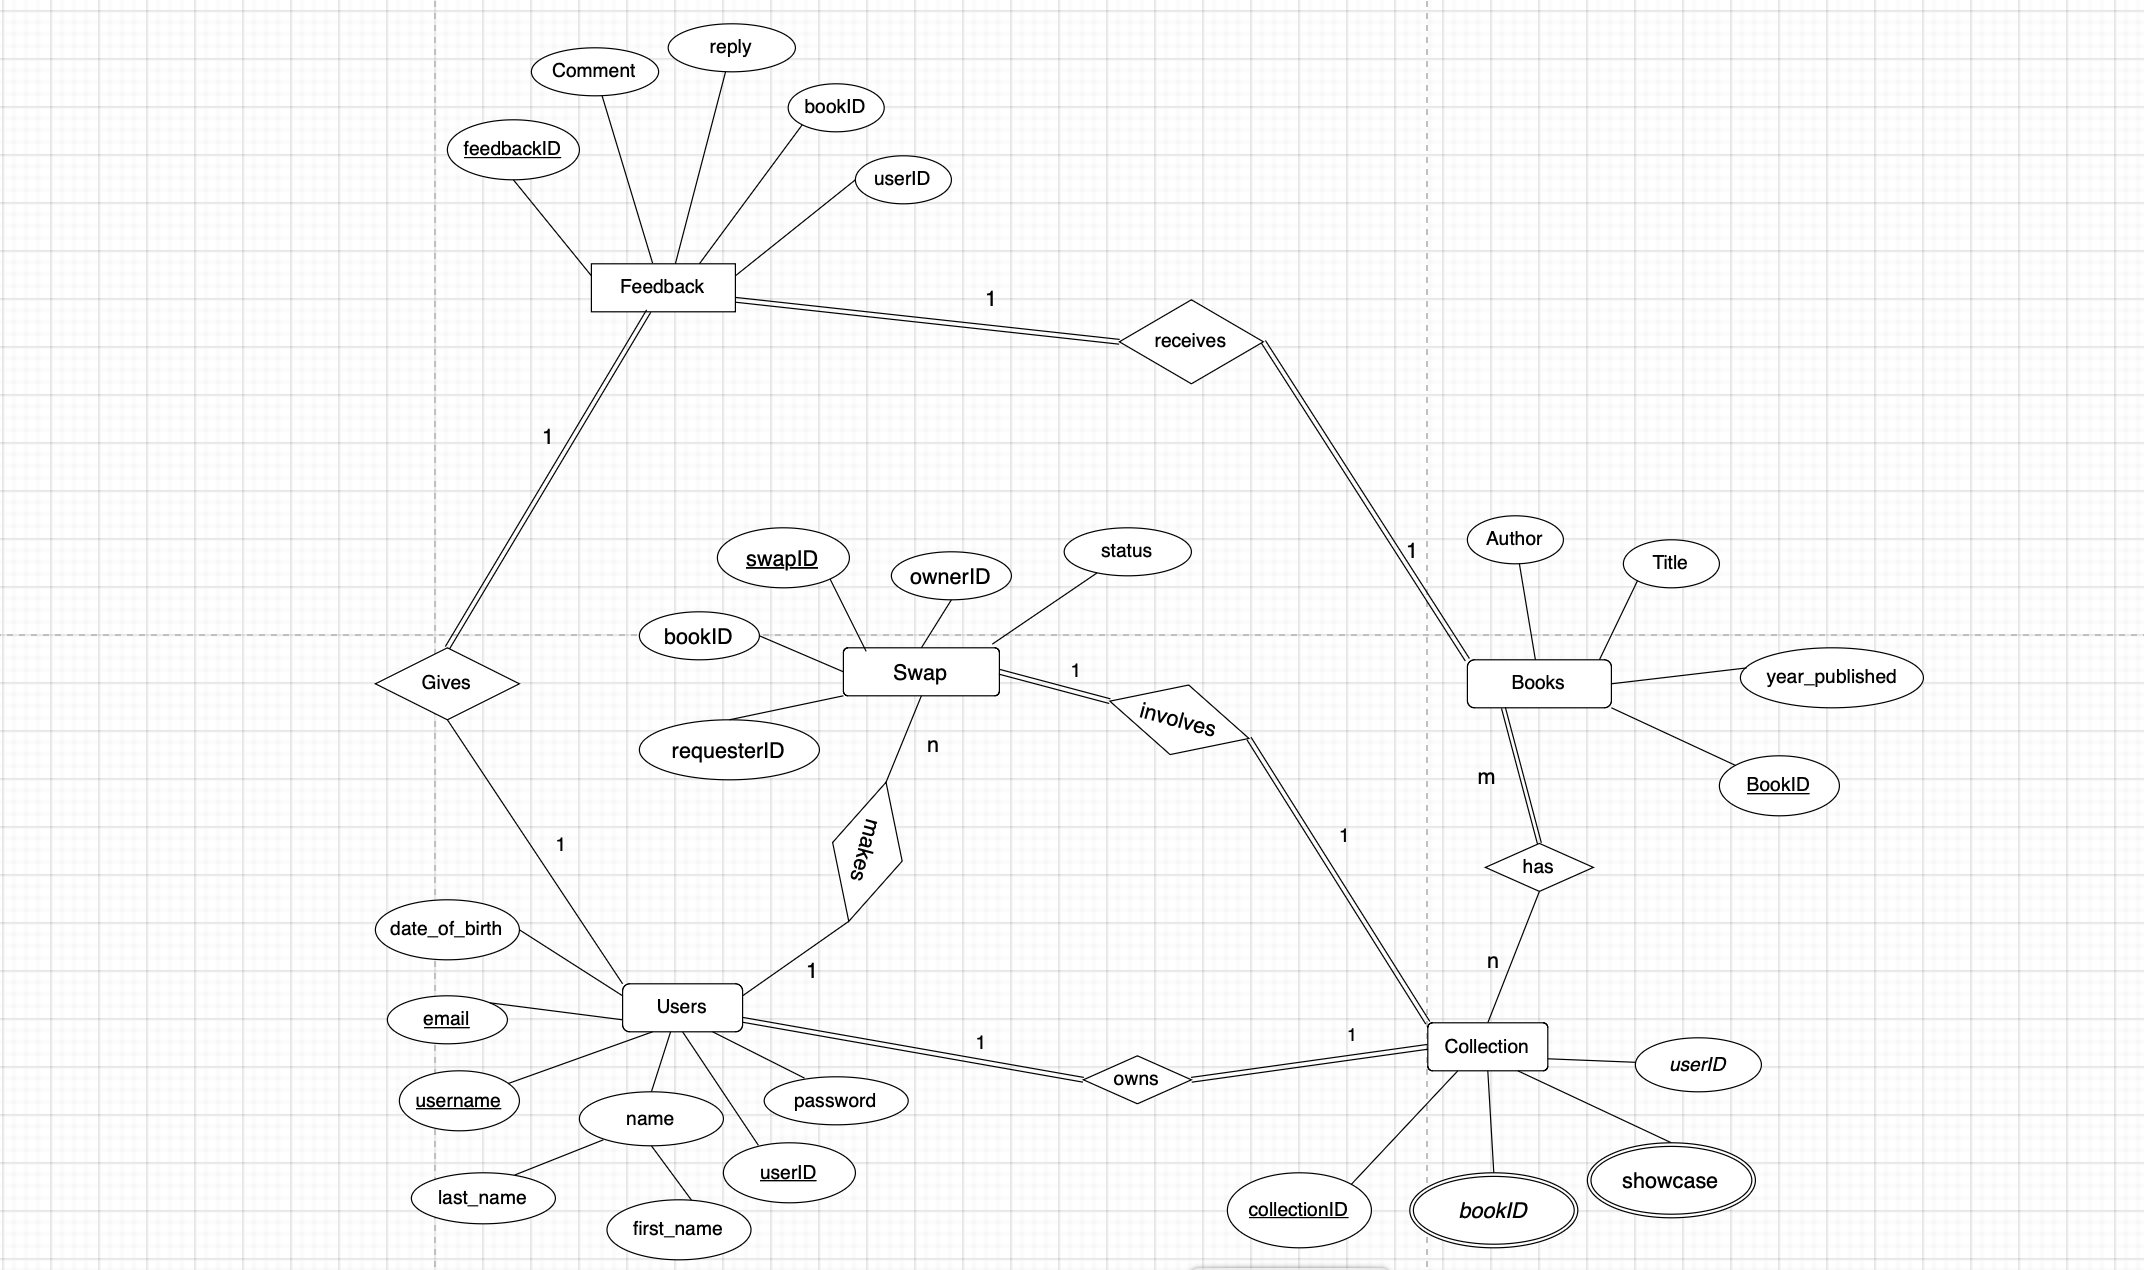 reply
Comment
bookID
feedbackID
userID
Feedback
1
receives
1
1
Author
Title
swapID
ownerID
status
bookID
Swap
1
involves
requesterID
n
Gives
Books
year_published
BookID
m
has
1
makes
1
n
date_of_birth
1
Users
email
username
name
password
last_name
first_name
userID
1
owns
1
Collection
userID
showcase
collectionID
bookID